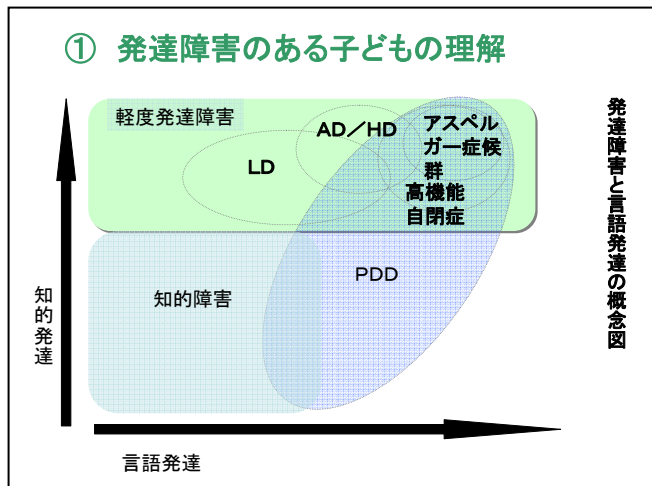 ① 発達障害のある子どもの理解
軽度発達障害
AD／HD
アスペル
ガー症候
群
高機能
自閉症
LD
PDD
知的障害
知的発達
言語発達
発達障害と言語発達の概念図